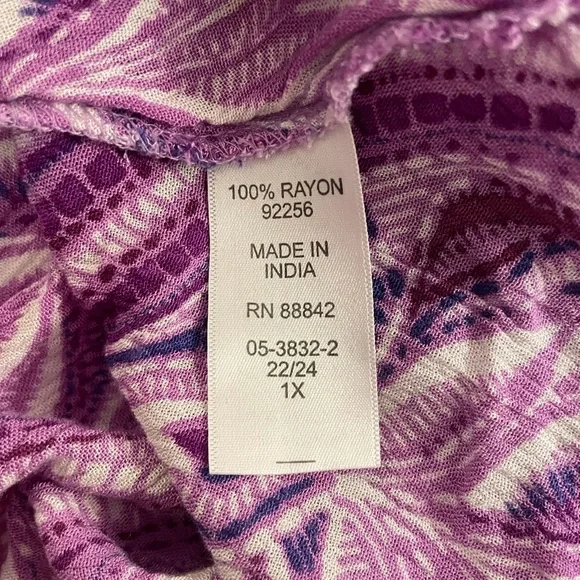 100% RAYON
92256
MADE IN
INDIA
RN 88842
05-3832-2
22/24
1X